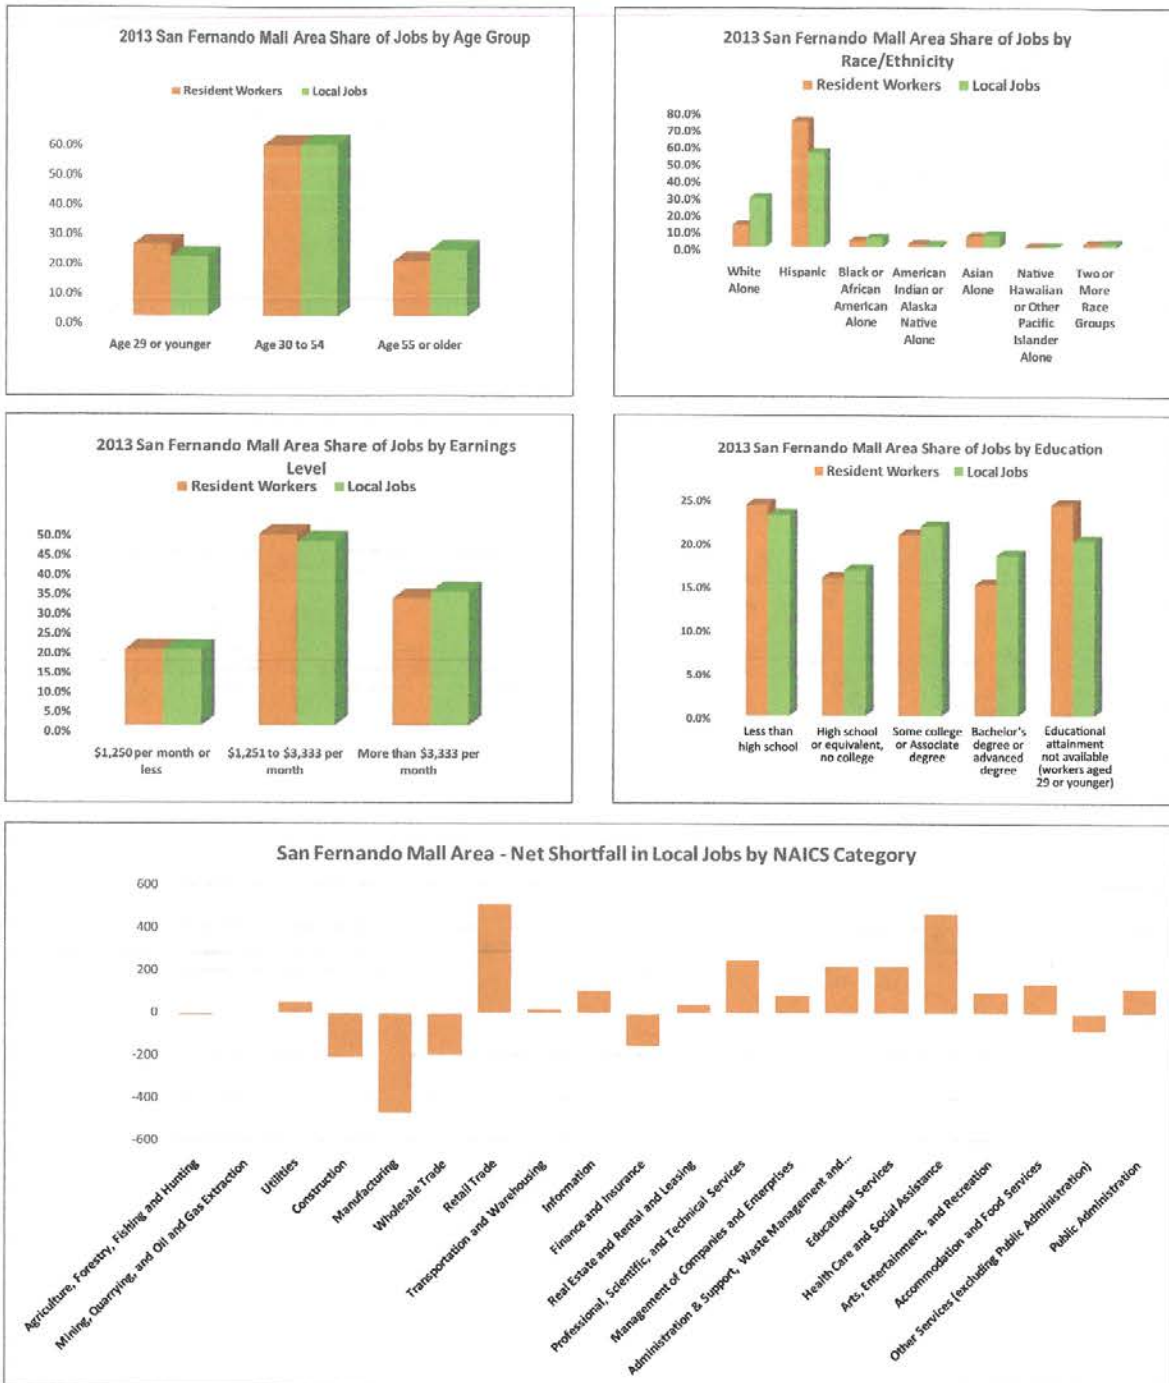 2013 San Fernando Mall Area Share of Jobs by Age Group
Resident Workers Local Jobs
60.0%
50.0%
40.0%
30.0%
20.0%
10.0%
0.0%
Age 29 or younger Age 30 to 54 Age 55 or older
2013 San Fernando Mall Area Share of Jobs by
Race/Ethnicity
Resident Workers Local Jobs
80.0%
70.0%
60.0%
50.0%
40.0%
30.0%
20.0%
10.0%
0.0%
White
Alone
Hispanic
Black or
African
American
Alone
American
Indian or
Alaska
Native
Alone
Asian
Alone
Native
Hawaiian
or Other
Pacific
Islander
Alone
Two or
More
Race
Groups
2013 San Fernando Mall Area Share of Jobs by Earnings
Level
Resident Workers Local Jobs
50.0%
45.0%
40.0%
35.0%
30.0%
25.0%
20.0%
15.0%
10.0%
5.0%
0.0%
$1,250 per month or
less
$1,251 to $3,333 per
month
More than $3,333 per
month
2013 San Fernando Mall Area Share of Jobs by Education
Resident Workers Local Jobs
25.0%
20.0%
15.0%
10.0%
5.0%
0.0%
Less than
high school
High school
or equivalent,
no college
Some college
or Associate
degree
Bachelor's
degree or
advanced
degree
Educational
attainment
not available
(workers aged
29 or younger)
San Fernando Mall Area - Net Shortfall in Local Jobs by NAICS Category
600
400
200
0
-200
-400
-600
Agriculture, Forestry, Fishing and Hunting
Mining, Quarrying, and Oil and Gas Extraction
Utilities
Construction
Manufacturing
Wholesale Trade
Retail Trade
Transportation and Warehousing
Information
Finance and Insurance
Real Estate and Rental and Leasing
Professional, Scientific, and Technical Services
Management of Companies and Enterprises
Administration & Support, Waste Management and...
Educational Services
Health Care and Social Assistance
Arts, Entertainment, and Recreation
Accommodation and Food Services
Other Services (excluding Public Administration)
Public Administration